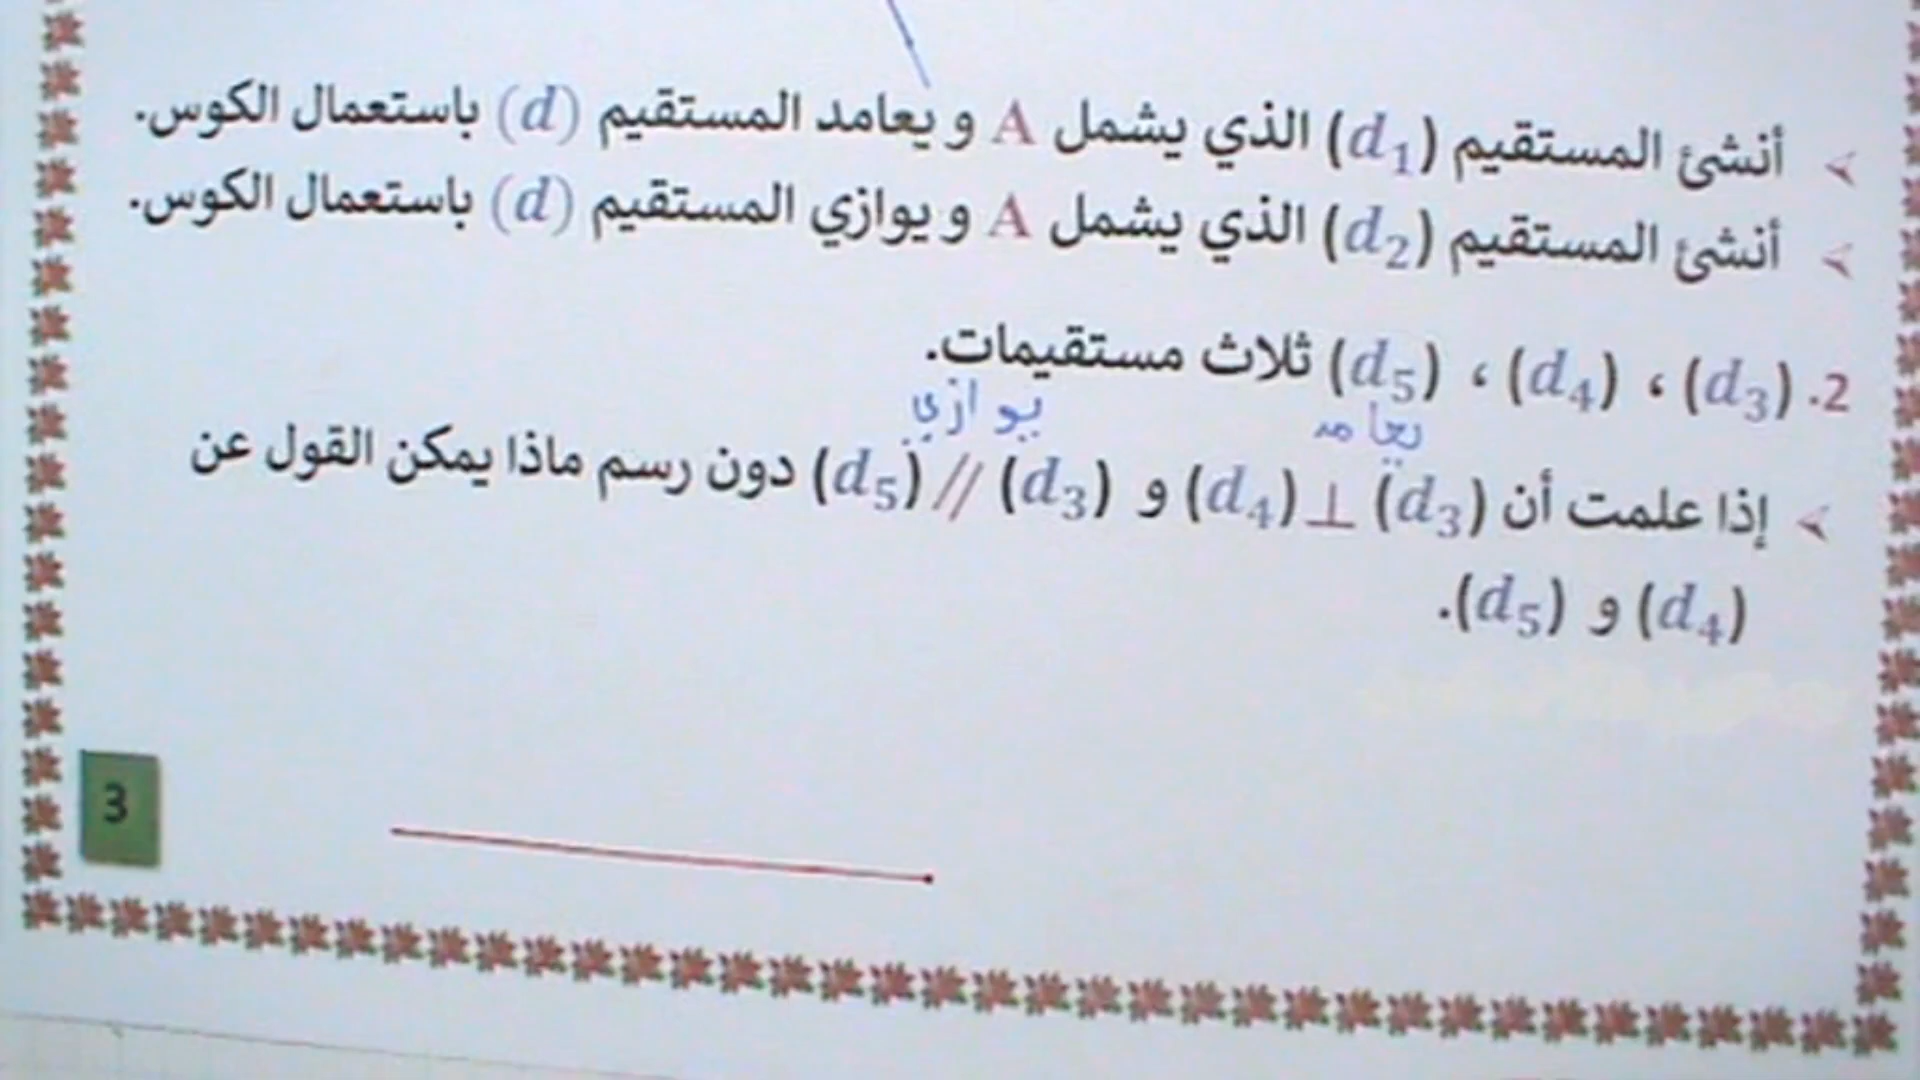 أنشئ المستقيم (d₁) الذي يشمل A و يعامد المستقيم (d) باستعمال الكوس.
أنشئ المستقيم (d₂) الذي يشمل A و يوازي المستقيم (d) باستعمال الكوس.
2. (d₃) ، (d₄) ، (d₅) ثلاث مستقيمات.
يعامد يوازي
إذا علمت أن (d₃) ⊥ (d₄) و (d₃) // (d₅) دون رسم ماذا يمكن القول عن
(d₄) و (d₅).
3